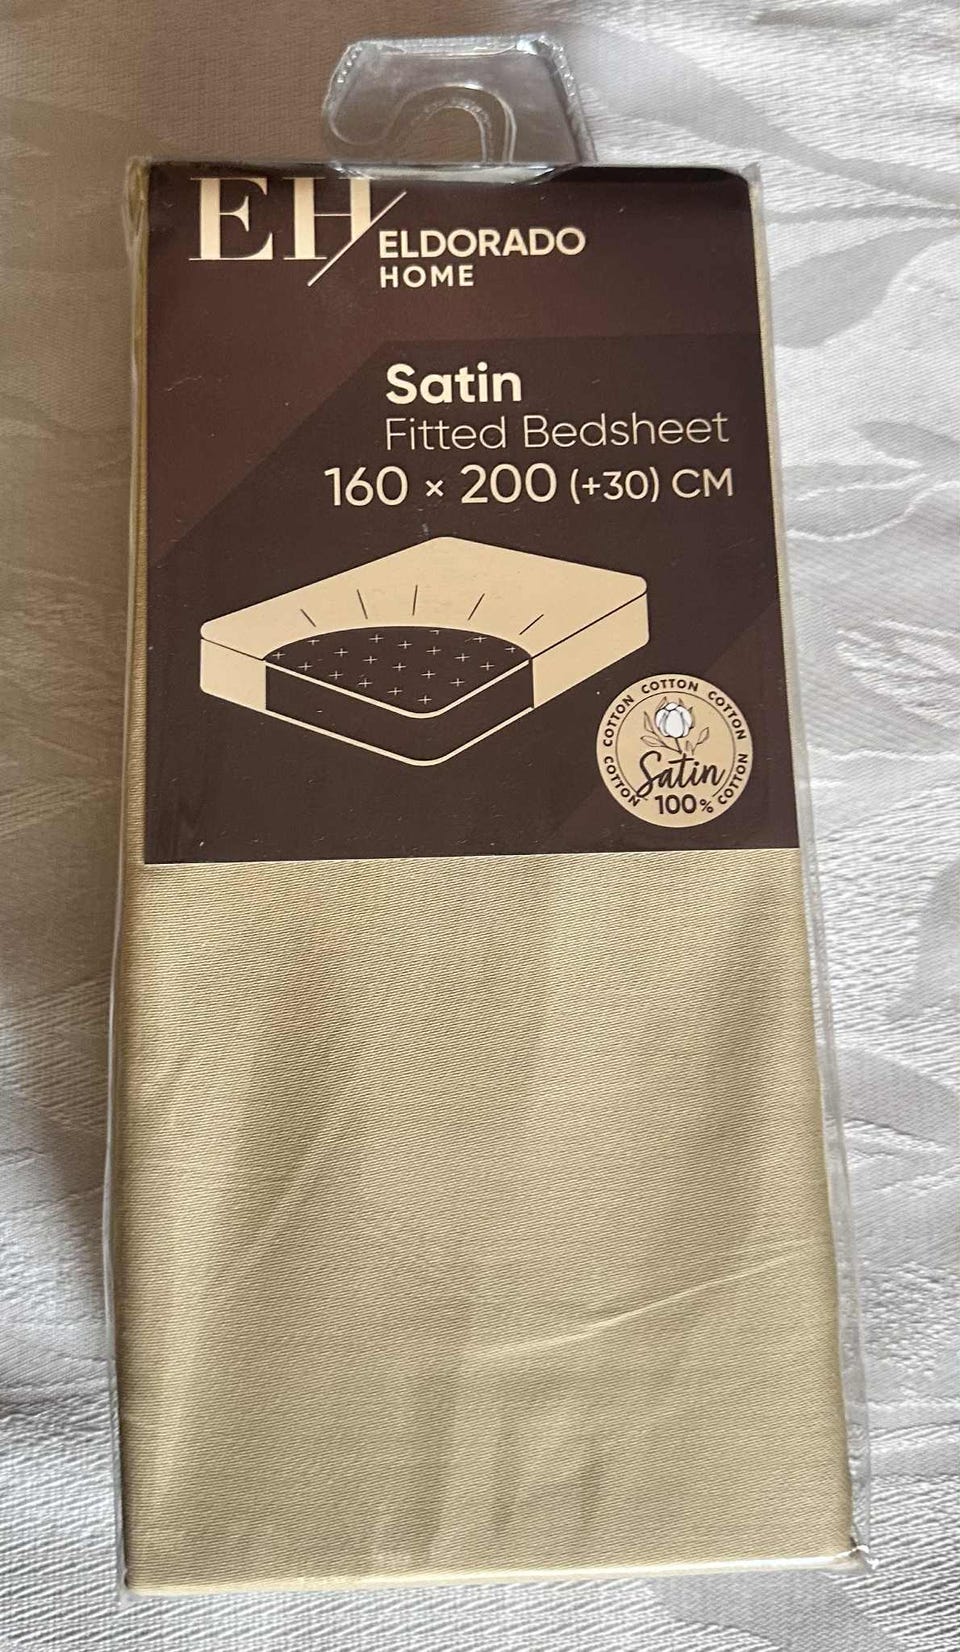 EH
ELDORADO
HOME
Satin
Fitted Bedsheet
160 × 200 (+30) CM
COTTON COTTON COTTON COTTON COTTON
Satin
100%